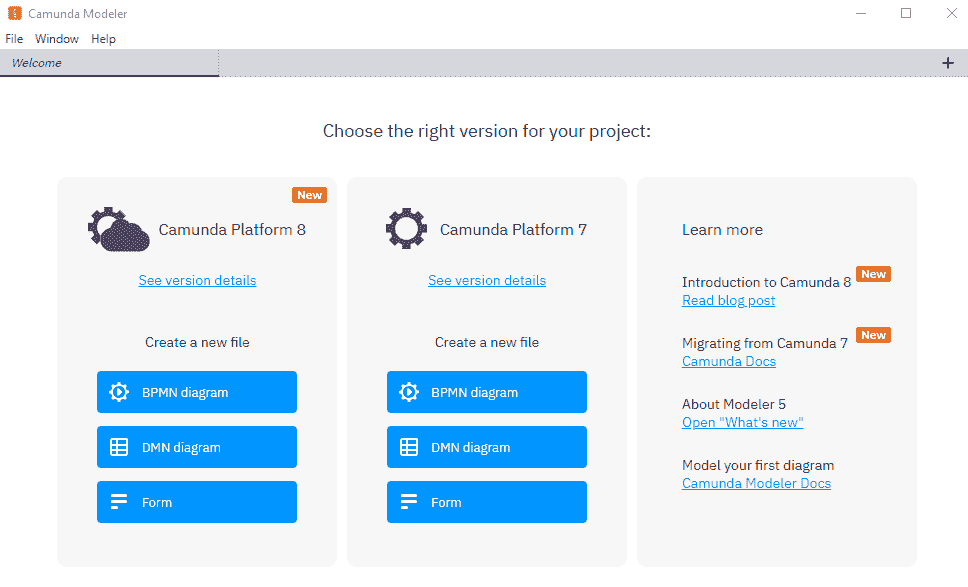 Camunda Modeler
File Window Help
Welcome
Choose the right version for your project:
New
Camunda Platform 8
See version details
Create a new file
BPMN diagram
DMN diagram
Form
Camunda Platform 7
See version details
Create a new file
BPMN diagram
DMN diagram
Form
Learn more
Introduction to Camunda 8 New
Read blog post
Migrating from Camunda 7 New
Camunda Docs
About Modeler 5
Open "What's new"
Model your first diagram
Camunda Modeler Docs